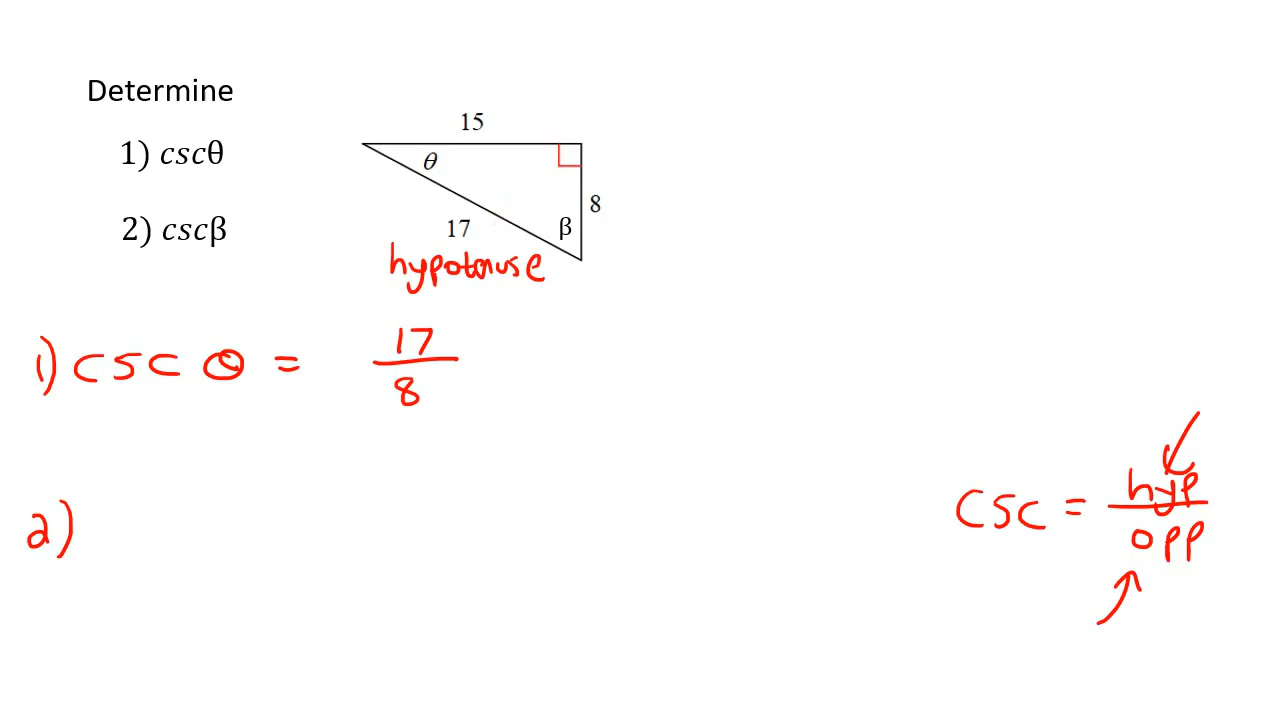 Determine
1) cscθ
2) cscβ
15
θ
8
β
17
hypotenuse
1) csc θ = 17/8
2)
csc = hyp/opp